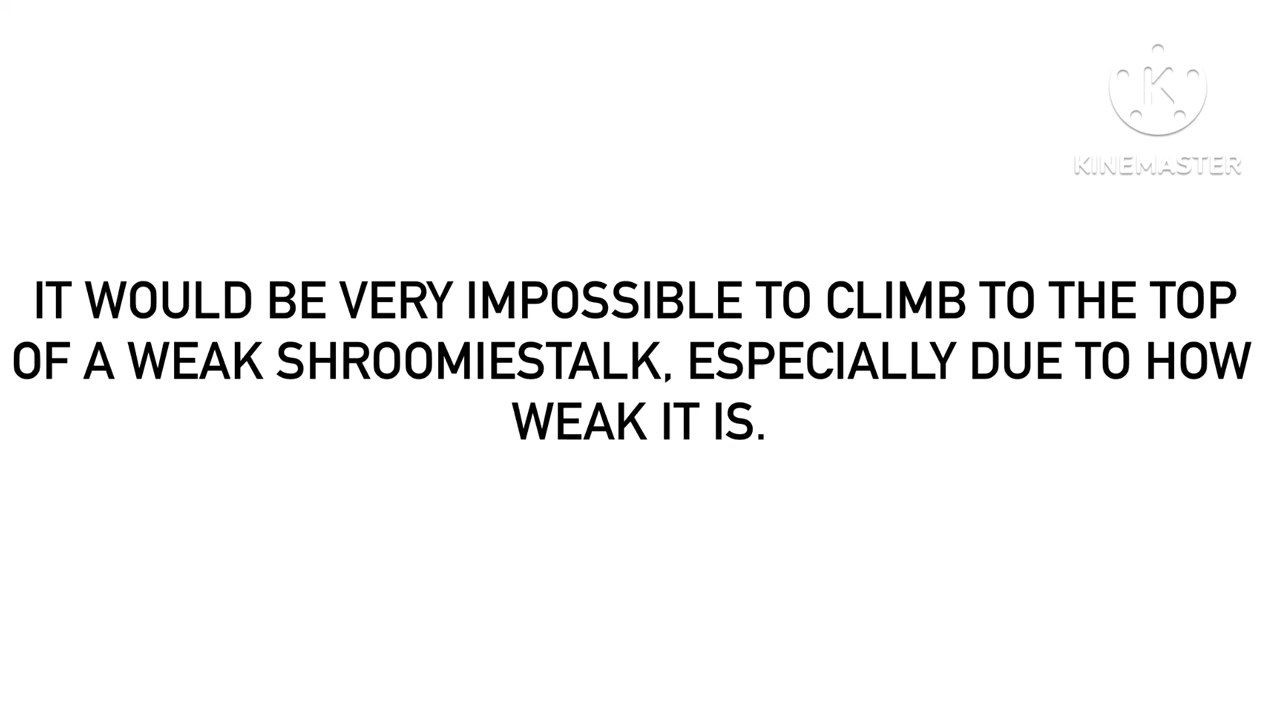 KINEMASTER
IT WOULD BE VERY IMPOSSIBLE TO CLIMB TO THE TOP
OF A WEAK SHROOMIESTALK, ESPECIALLY DUE TO HOW
WEAK IT IS.